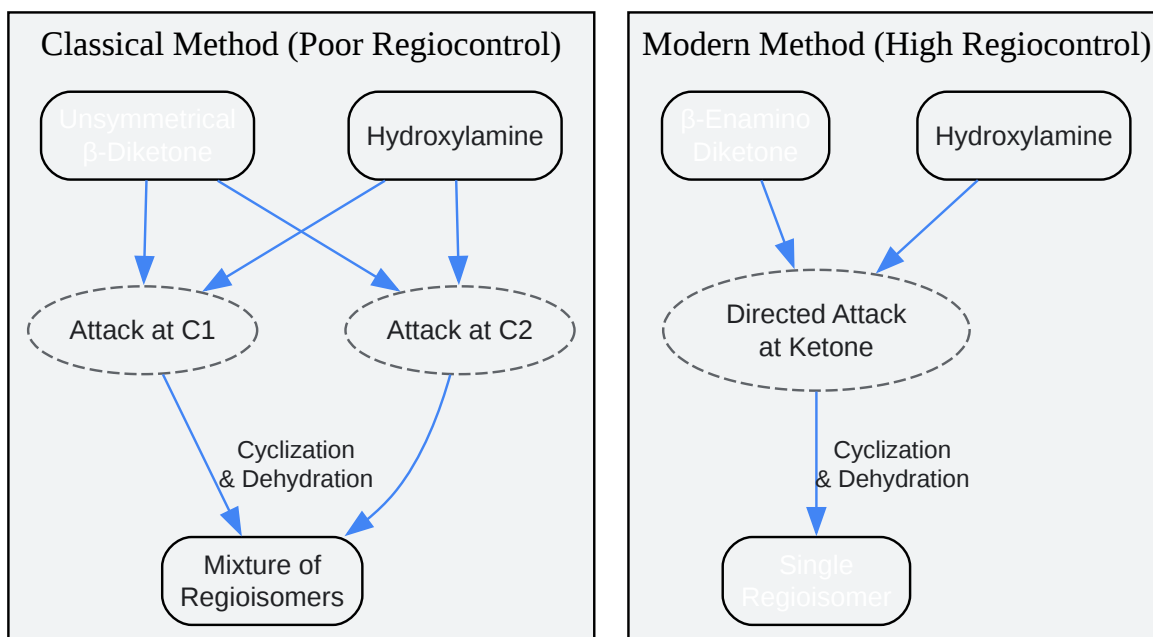 Classical Method (Poor Regiocontrol)
Unsymmetrical
β-Diketone
Hydroxylamine
Attack at C1
Attack at C2
Cyclization
& Dehydration
Mixture of
Regioisomers
Modern Method (High Regiocontrol)
β-Enamino
Diketone
Hydroxylamine
Directed Attack
at Ketone
Cyclization
& Dehydration
Single
Regioisomer